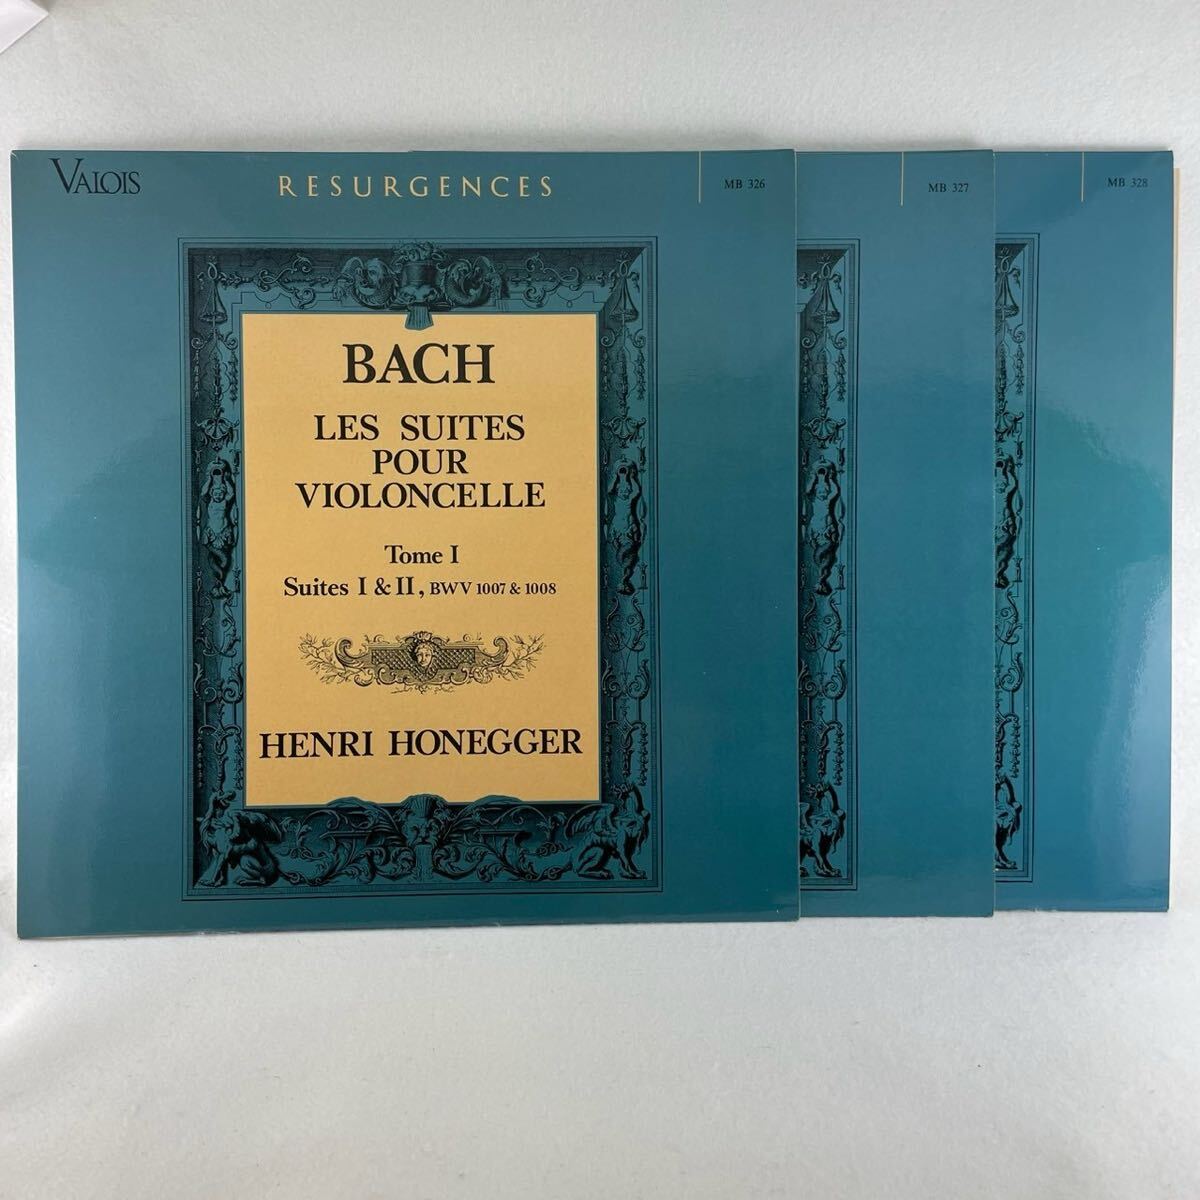 VALOIS
RESURGENCES
MB 326
MB 327
MB 328
BACH
LES SUITES
POUR
VIOLONCELLE
Tome I
Suites I & II, BWV 1007 & 1008
HENRI HONEGGER